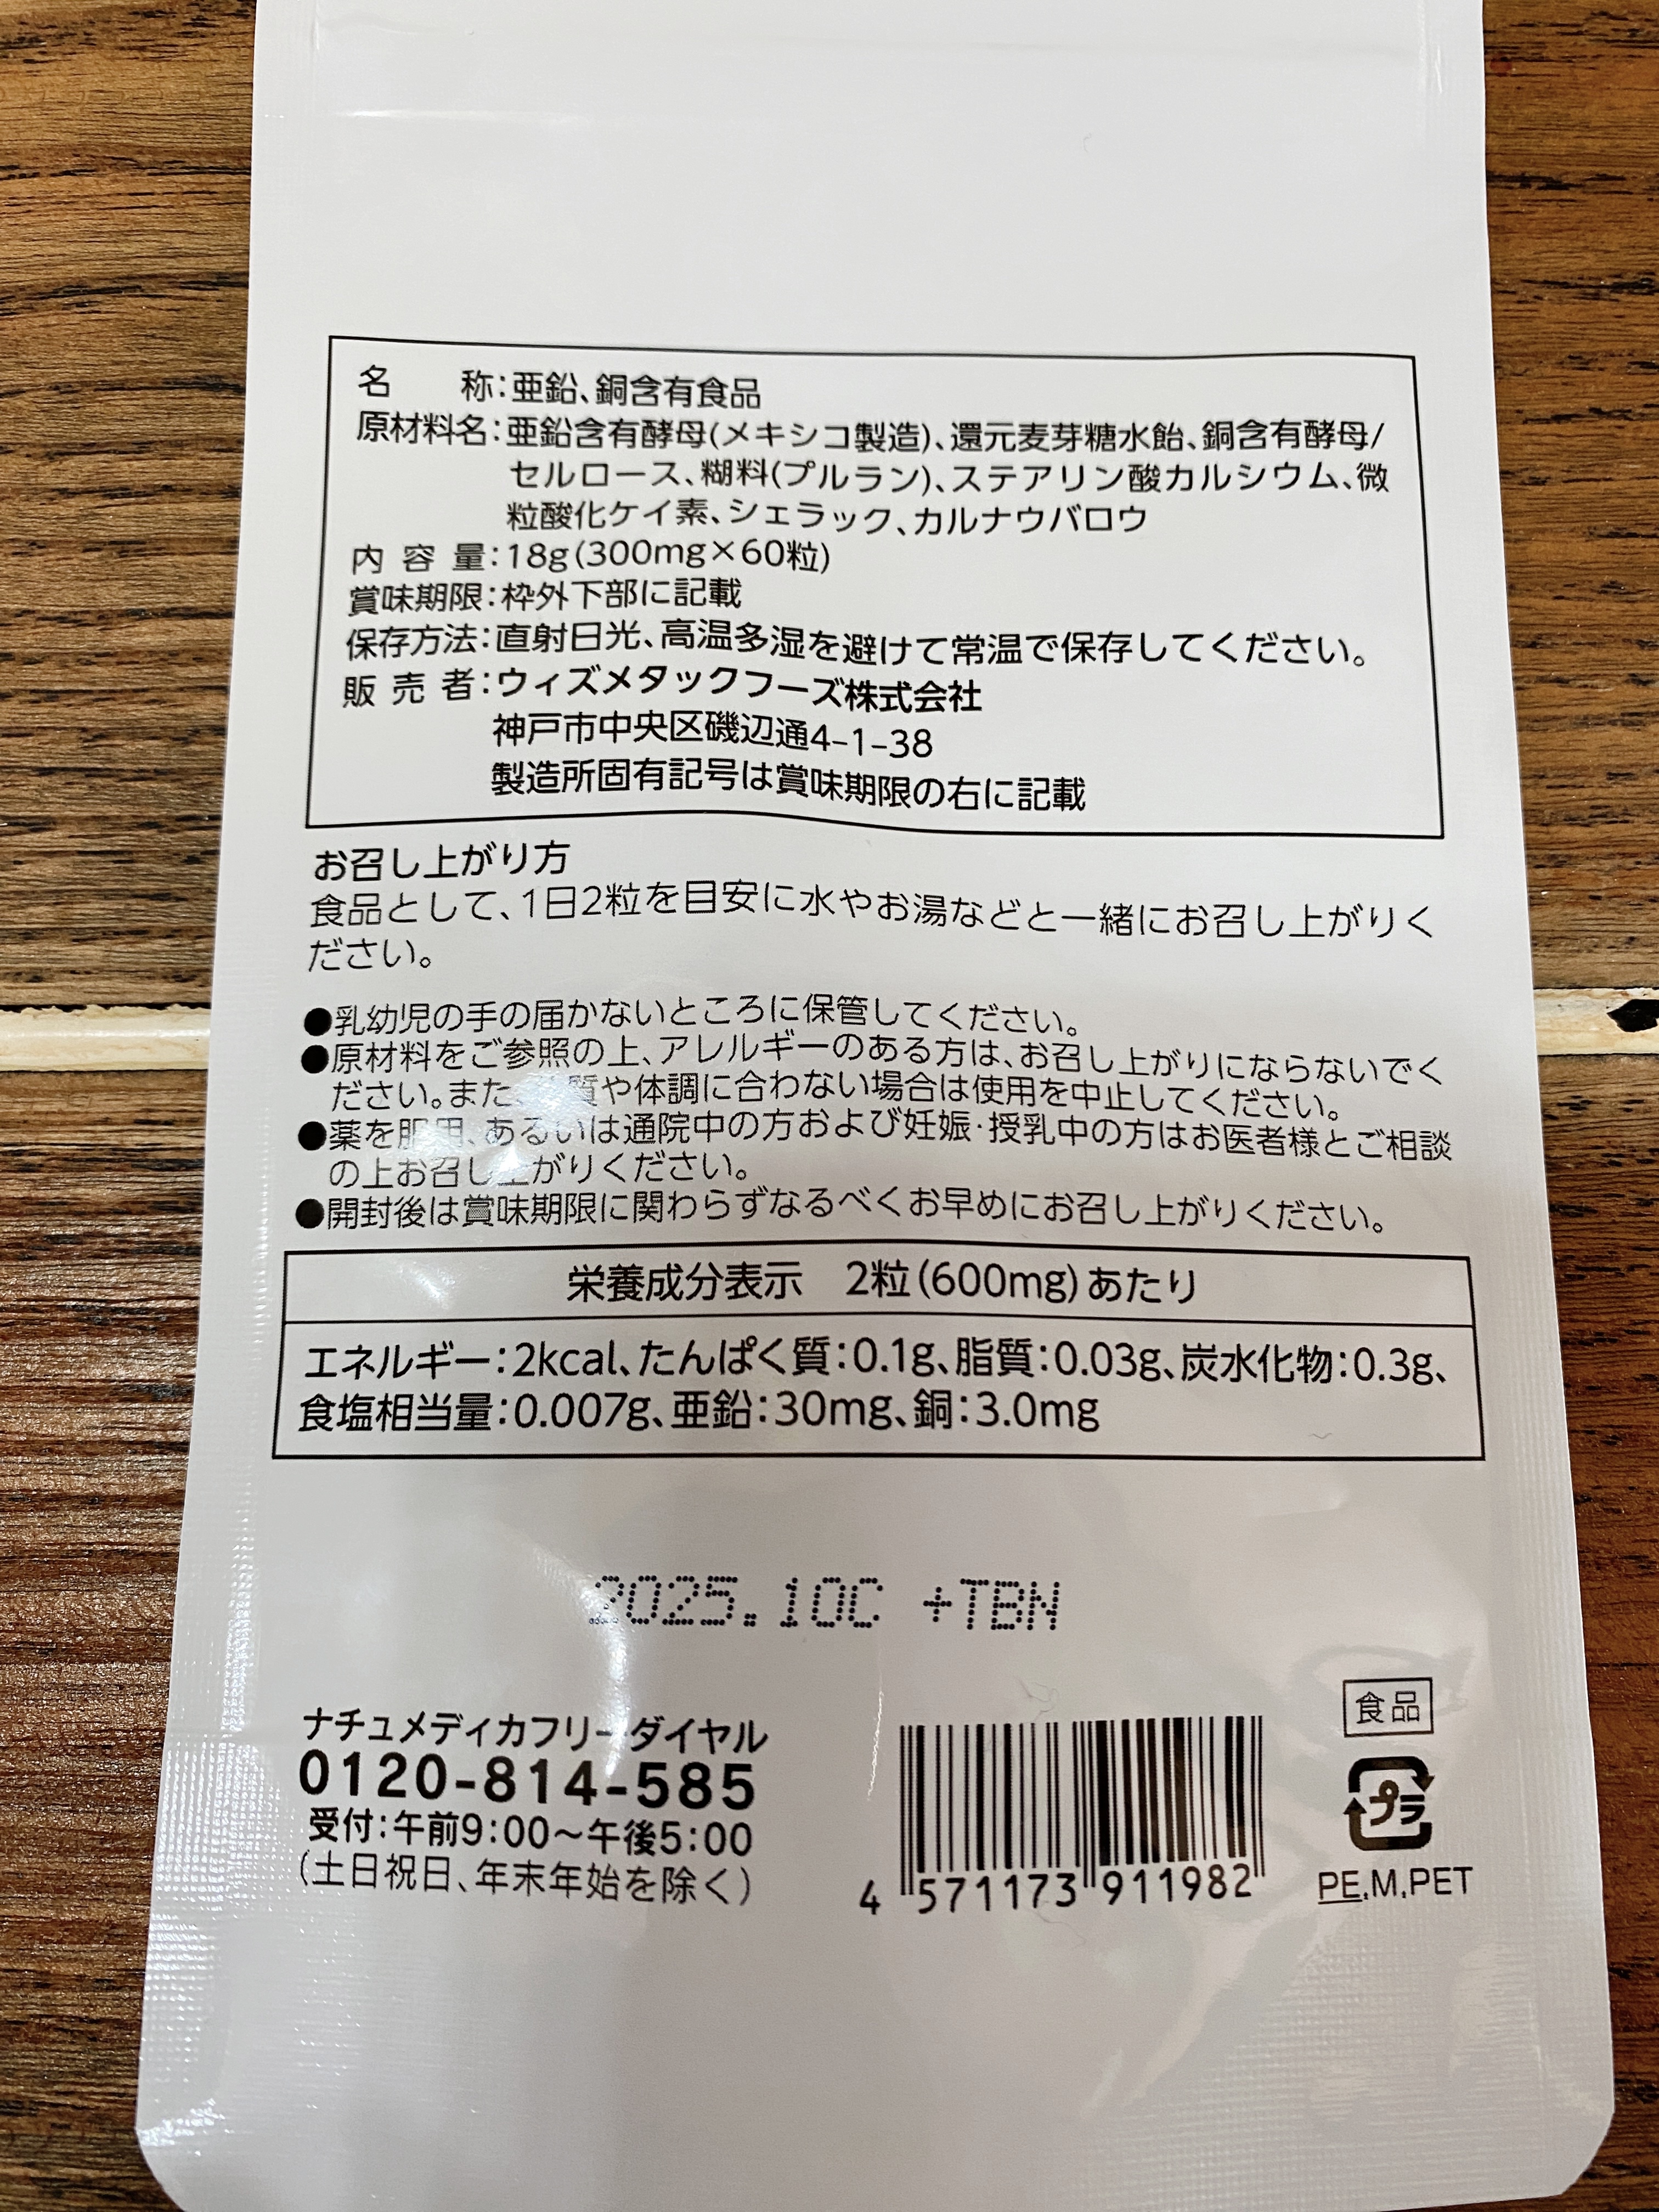 名　　称：亜鉛、銅含有食品
原材料名：亜鉛含有酵母(メキシコ製造)、還元麦芽糖水飴、銅含有酵母/
セルロース、糊料(プルラン)、ステアリン酸カルシウム、微
粒酸化ケイ素、シェラック、カルナウバロウ
内 容 量：18g(300mg×60粒)
賞味期限：枠外下部に記載
保存方法：直射日光、高温多湿を避けて常温で保存してください。
販 売 者：ウィズメタックフーズ株式会社
神戸市中央区磯辺通4-1-38
製造所固有記号は賞味期限の右に記載
お召し上がり方
食品として、1日2粒を目安に水やお湯などと一緒にお召し上がりく
ださい。
●乳幼児の手の届かないところに保管してください。
●原材料をご参照の上、アレルギーのある方は、お召し上がりにならないでく
ださい。また、質や体調に合わない場合は使用を中止してください。
●薬を服用、あるいは通院中の方および妊娠・授乳中の方はお医者様とご相談
の上お召し上がりください。
●開封後は賞味期限に関わらずなるべくお早めにお召し上がりください。
栄養成分表示　2粒(600mg)あたり
エネルギー：2kcal、たんぱく質：0.1g、脂質：0.03g、炭水化物：0.3g、
食塩相当量：0.007g、亜鉛：30mg、銅：3.0mg
2025.10C +TBN
ナチュメディカフリーダイヤル
0120-814-585
受付：午前9：00～午後5：00
(土日祝日、年末年始を除く)
4 571173 911982
食品
プラ
PE,M,PET